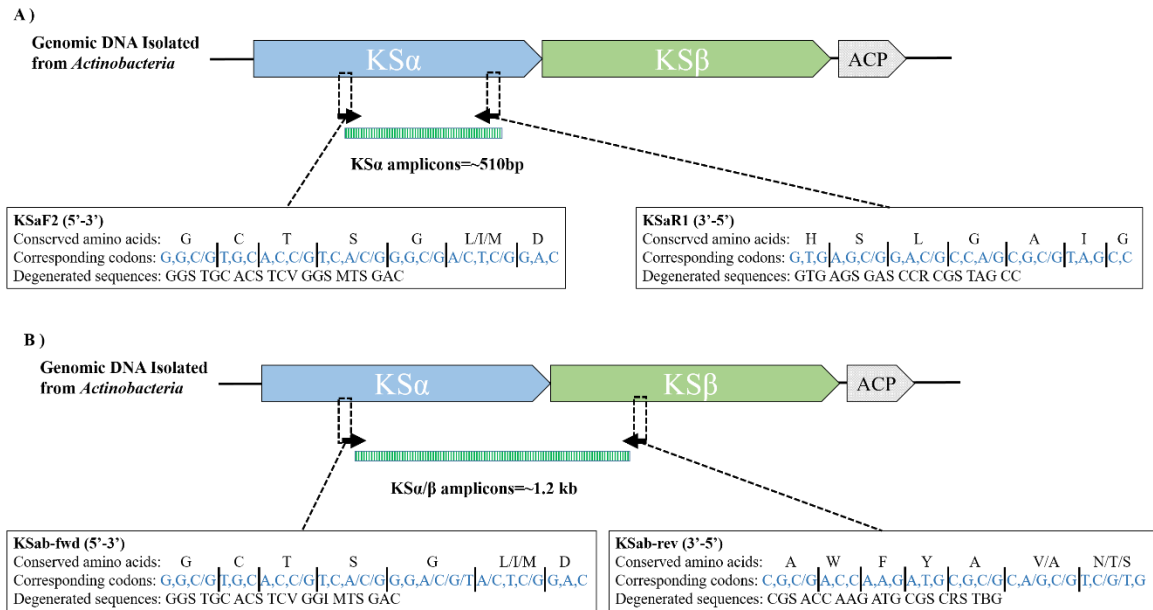 A )
Genomic DNA Isolated
from Actinobacteria
KSα
KSβ
ACP
KSα amplicons=~510bp
KSaF2 (5’-3’)
Conserved amino acids: G C T S G L/I/M D
Corresponding codons: G,G,C/G|T,G,C|A,C,C/G|T,C,A/C/G|G,G,C/G|A/C,T,C/G|G,A,C
Degenerated sequences: GGS TGC ACS TCV GGS MTS GAC
KSaR1 (3’-5’)
Conserved amino acids: H S L G A I G
Corresponding codons: G,T,G|A,G,C/G|G,A,C/G|C,C,A/G|C,G,C/G|T,A,G|C,C
Degenerated sequences: GTG AGS GAS CCR CGS TAG CC
B )
Genomic DNA Isolated
from Actinobacteria
KSα
KSβ
ACP
KSα/β amplicons=~1.2 kb
KSab-fwd (5’-3’)
Conserved amino acids: G C T S G L/I/M D
Corresponding codons: G,G,C/G|T,G,C|A,C,C/G|T,C,A/C/G|G,G,A/C/G/T|A/C,T,C/G|G,A,C
Degenerated sequences: GGS TGC ACS TCV GGI MTS GAC
KSab-rev (3’-5’)
Conserved amino acids: A W F Y A V/A N/T/S
Corresponding codons: C,G,C/G|A,C,C|A,A,G|A,T,G|C,G,C/G|C,A/G,C/G|T,C/G/T,G
Degenerated sequences: CGS ACC AAG ATG CGS CRS TBG